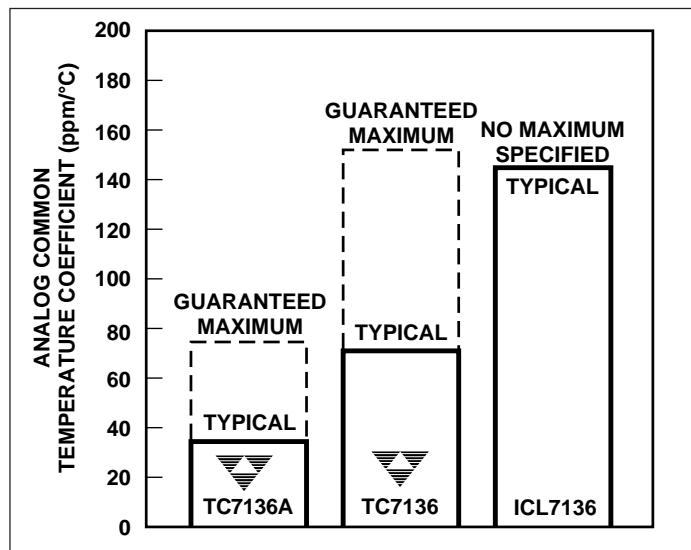 ANALOG COMMON
TEMPERATURE COEFFICIENT (ppm/°C)
200
180
160
140
120
100
80
60
40
20
0
GUARANTEED
MAXIMUM
TYPICAL
TC7136A
GUARANTEED
MAXIMUM
TYPICAL
TC7136
NO MAXIMUM
SPECIFIED
TYPICAL
ICL7136